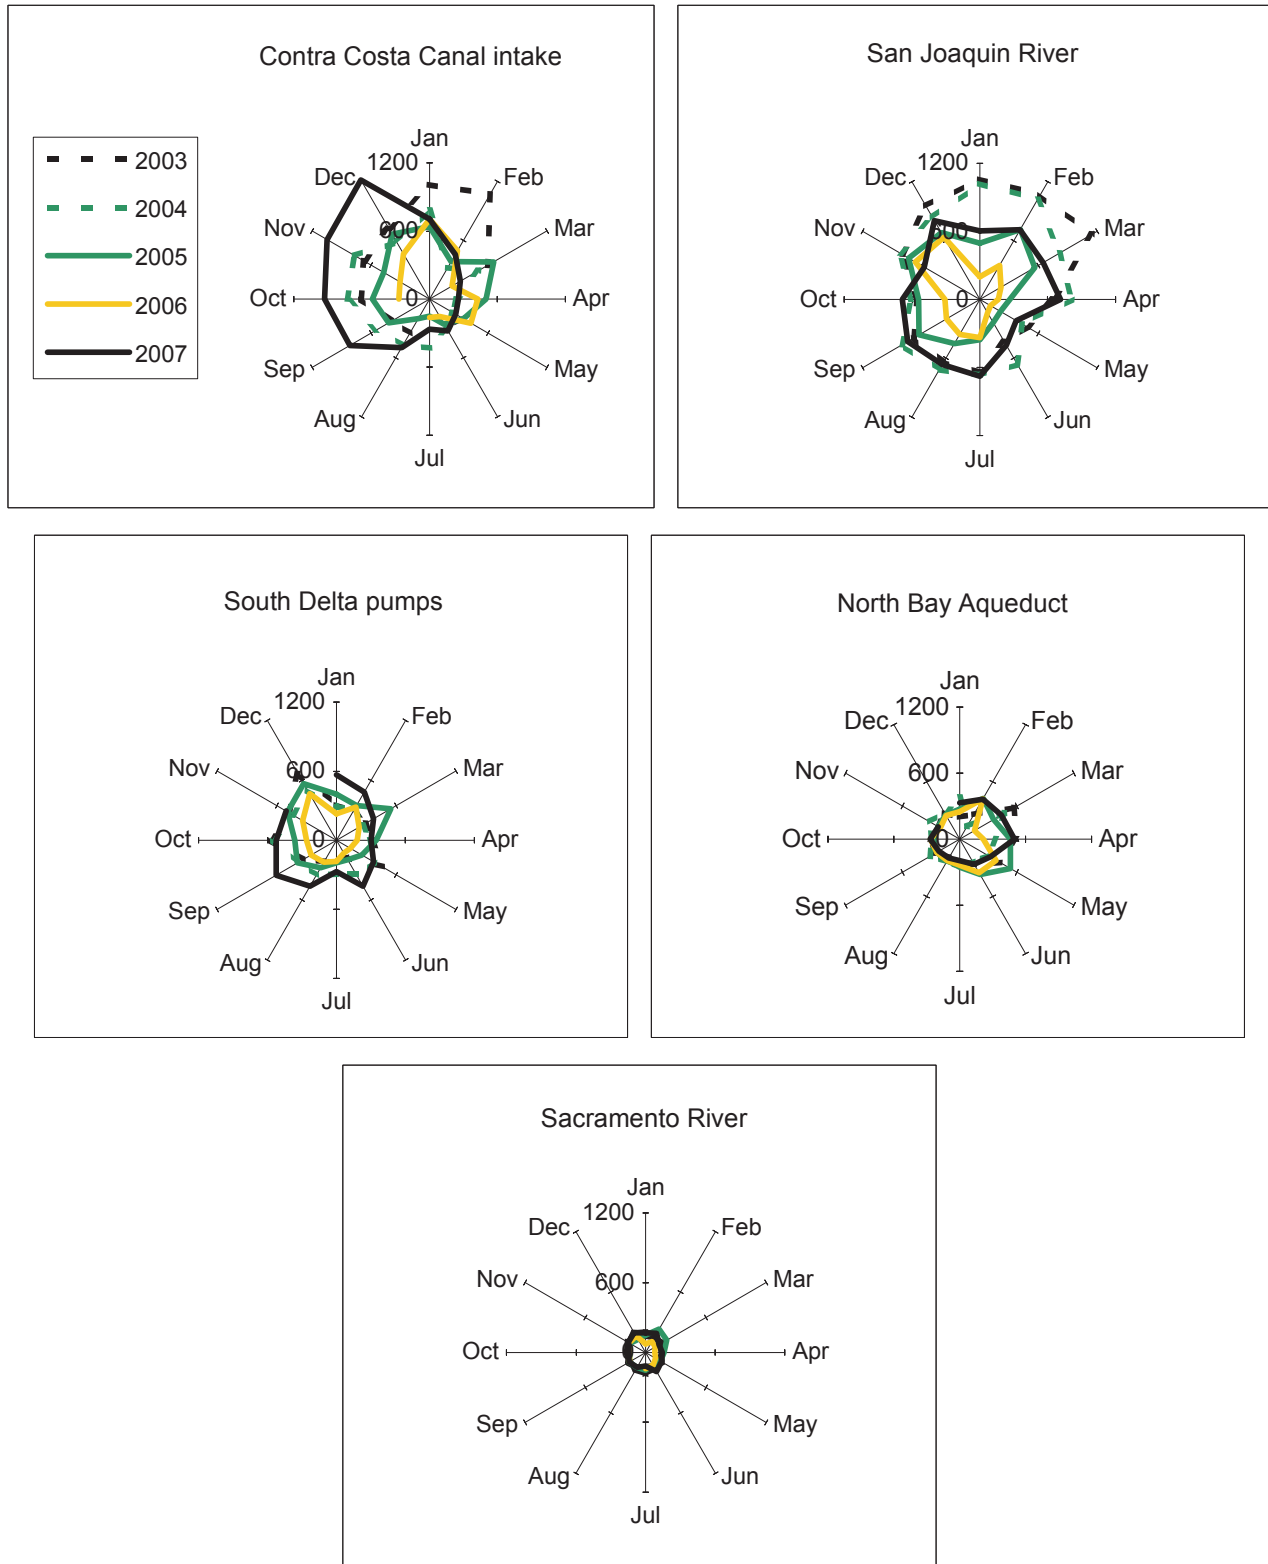 Contra Costa Canal intake
2003
2004
2005
2006
2007
Jan
1200
Dec
Feb
600
Nov
Mar
Oct
0
Apr
Sep
May
Aug
Jun
Jul
San Joaquin River
Jan
1200
Dec
Feb
600
Nov
Mar
Oct
0
Apr
Sep
May
Aug
Jun
Jul
South Delta pumps
Jan
1200
Dec
Feb
600
Nov
Mar
Oct
0
Apr
Sep
May
Aug
Jun
Jul
North Bay Aqueduct
Jan
1200
Dec
Feb
600
Nov
Mar
Oct
0
Apr
Sep
May
Aug
Jun
Jul
Sacramento River
Jan
1200
Dec
Feb
600
Nov
Mar
Oct
Apr
Sep
May
Aug
Jun
Jul